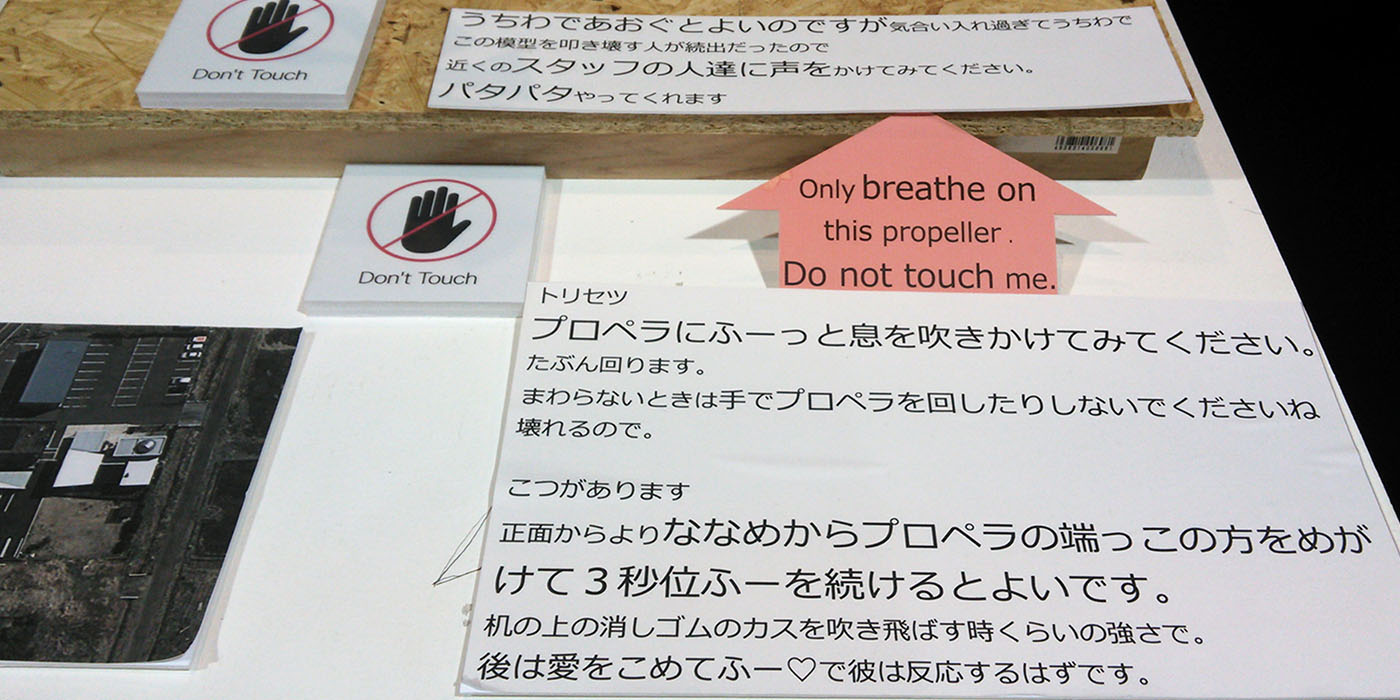 Don't Touch
うちわであおぐとよいのですが気合い入れ過ぎてうちわで
この模型を叩き壊す人が続出だったので
近くのスタッフの人達に声をかけてみてください。
パタパタやってくれます
Only breathe on
this propeller .
Do not touch me.
Don't Touch
トリセツ
プロペラにふーっと息を吹きかけてみてください。
たぶん回ります。
まわらないときは手でプロペラを回したりしないでくださいね
壊れるので。
こつがあります
正面からよりななめからプロペラの端っこの方をめが
けて３秒位ふーを続けるとよいです。
机の上の消しゴムのカスを吹き飛ばす時くらいの強さで。
後は愛をこめてふー♡で彼は反応するはずです。